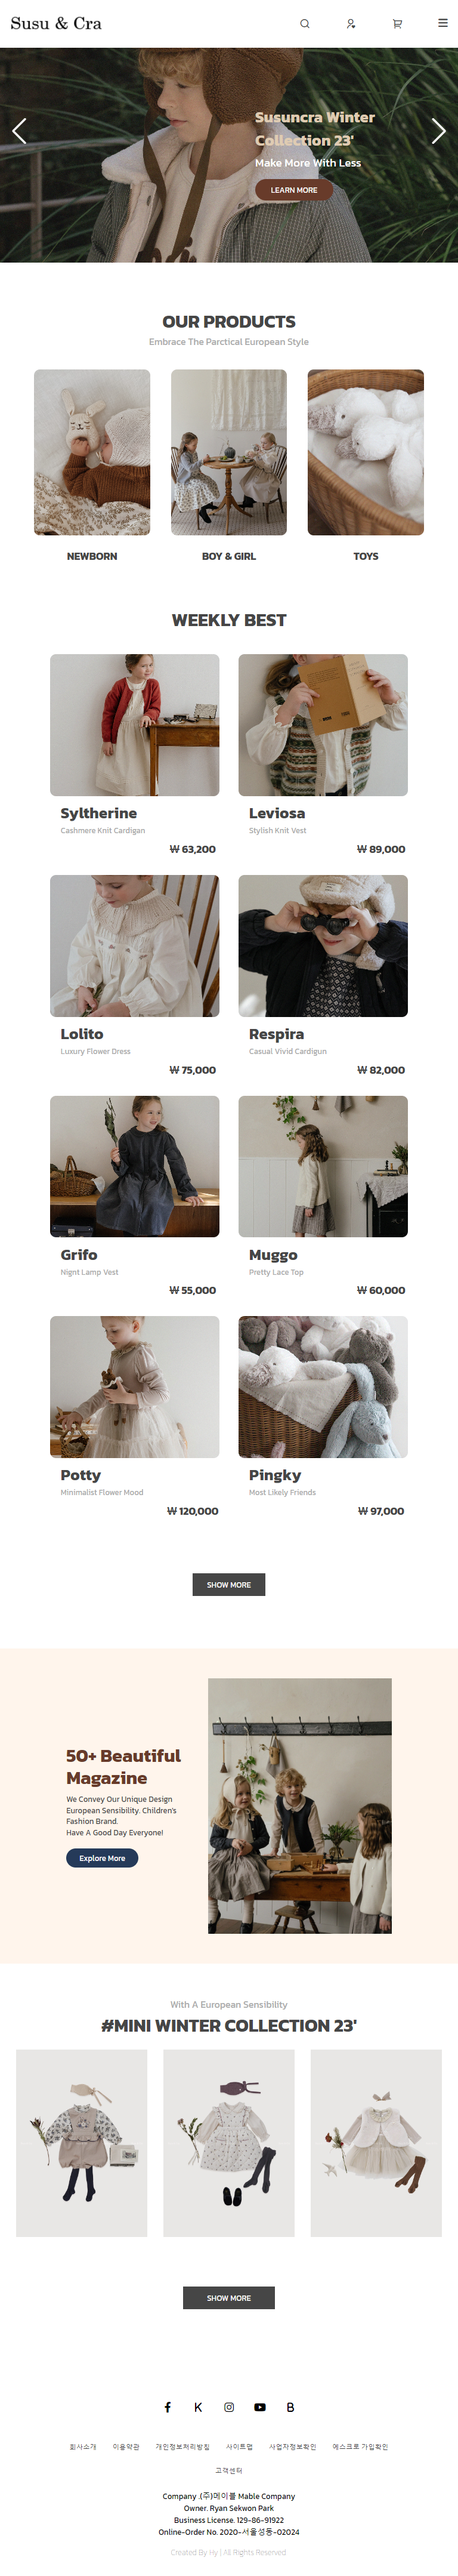 Susu & Cra
Susuncra Winter
Collection 23'
Make More With Less
LEARN MORE
OUR PRODUCTS
Embrace The Parctical European Style
NEWBORN
BOY & GIRL
TOYS
WEEKLY BEST
Syltherine
Cashmere Knit Cardigan
₩ 63,200
Leviosa
Stylish Knit Vest
₩ 89,000
Lolito
Luxury Flower Dress
₩ 75,000
Respira
Casual Vivid Cardigun
₩ 82,000
Grifo
Nignt Lamp Vest
₩ 55,000
Muggo
Pretty Lace Top
₩ 60,000
Potty
Minimalist Flower Mood
₩ 120,000
Pingky
Most Likely Friends
₩ 97,000
SHOW MORE
50+ Beautiful
Magazine
We Convey Our Unique Design
European Sensibility. Children's
Fashion Brand.
Have A Good Day Everyone!
Explore More
With A European Sensibility
#MINI WINTER COLLECTION 23'
SHOW MORE
K
B
회사소개 이용약관 개인정보처리방침 사이트맵 사업자정보확인 에스크로 가입확인
고객센터
Company .(주)메이블 Mable Company
Owner. Ryan Sekwon Park
Business License. 129-86-91922
Online-Order No. 2020-서울성동-02024
Created By Hy | All Rights Reserved